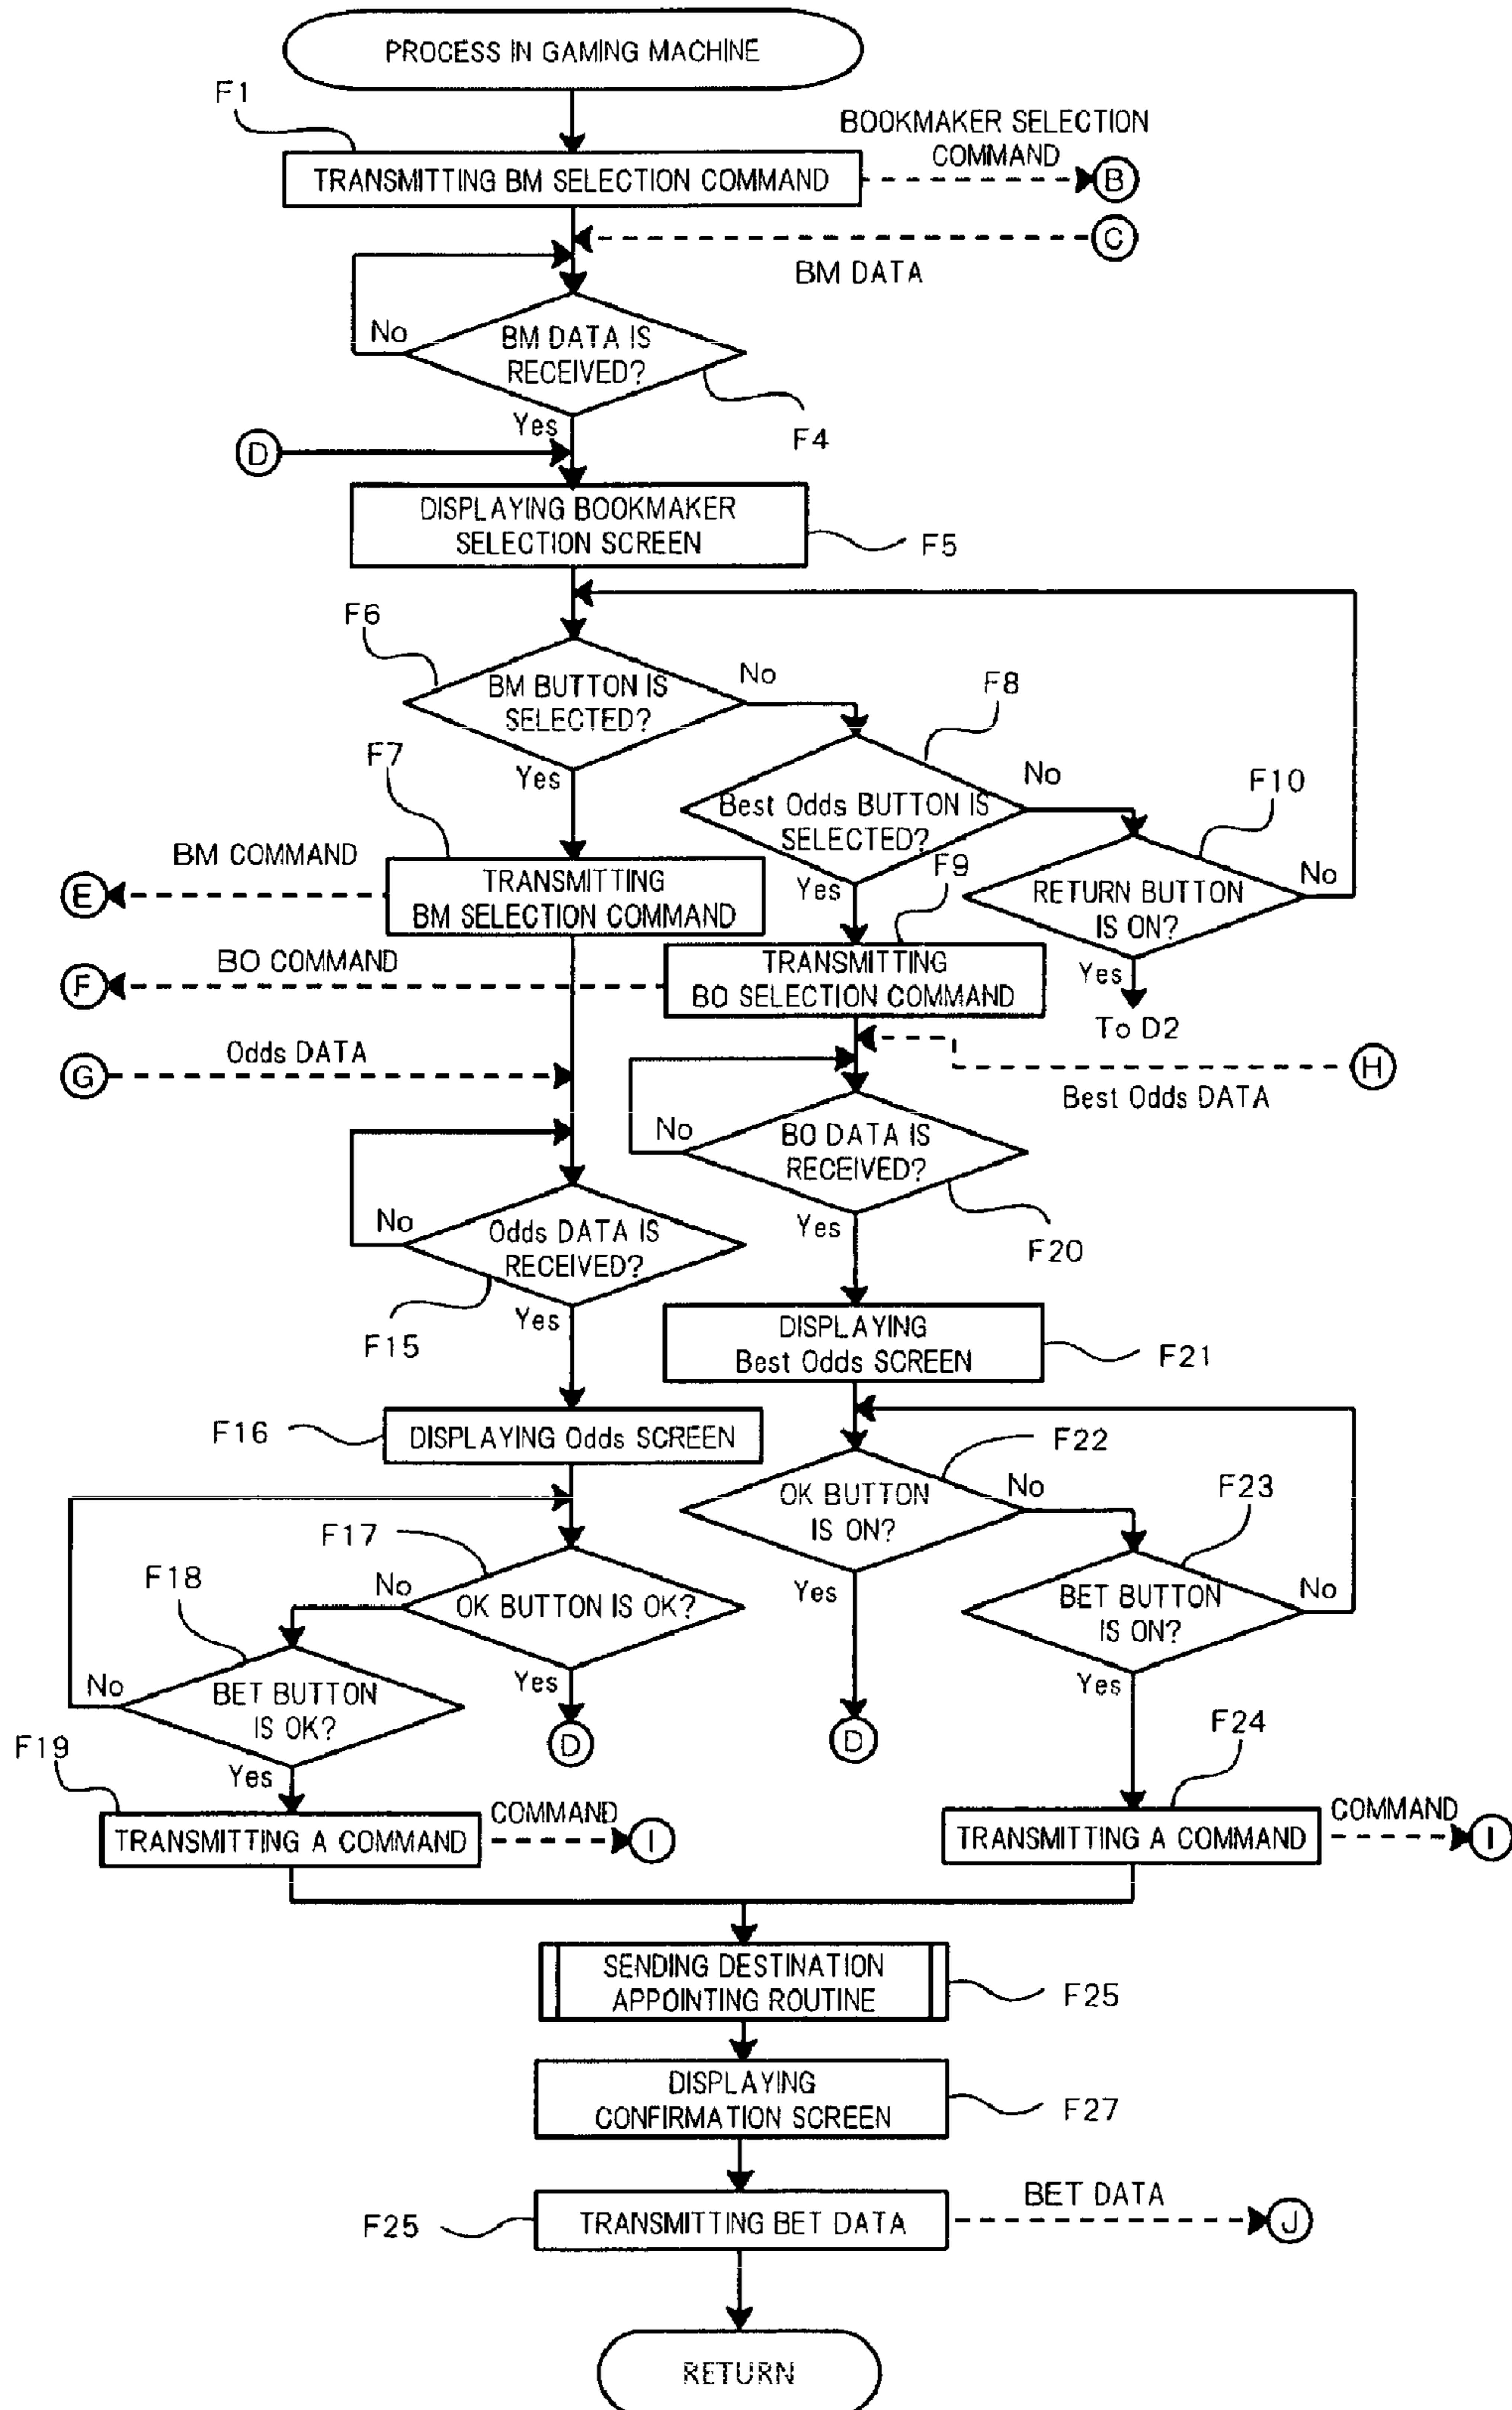 PROCESS IN GAMING MACHINE
F1
BOOKMAKER SELECTION
COMMAND
TRANSMITTING BM SELECTION COMMAND
B
C
BM DATA
No
BM DATA IS
RECEIVED?
Yes
F4
D
DISPLAYING BOOKMAKER
SELECTION SCREEN
F5
F6
BM BUTTON IS
SELECTED?
No
F8
F7
Yes
Best Odds BUTTON IS
SELECTED?
No
F10
BM COMMAND
E
TRANSMITTING
BM SELECTION COMMAND
Yes
F9
RETURN BUTTON
IS ON?
No
BO COMMAND
F
TRANSMITTING
BO SELECTION COMMAND
Yes
To D2
Odds DATA
G
H
Best Odds DATA
No
BO DATA IS
RECEIVED?
Yes
F20
No
Odds DATA IS
RECEIVED?
F15
Yes
DISPLAYING
Best Odds SCREEN
F21
F16
DISPLAYING Odds SCREEN
F22
OK BUTTON
IS ON?
No
F23
F17
F18
No
OK BUTTON IS OK?
Yes
BET BUTTON
IS ON?
No
No
BET BUTTON
IS OK?
Yes
D
D
Yes
F19
Yes
F24
TRANSMITTING A COMMAND
COMMAND
I
TRANSMITTING A COMMAND
COMMAND
I
SENDING DESTINATION
APPOINTING ROUTINE
F25
DISPLAYING
CONFIRMATION SCREEN
F27
F25
TRANSMITTING BET DATA
BET DATA
J
RETURN